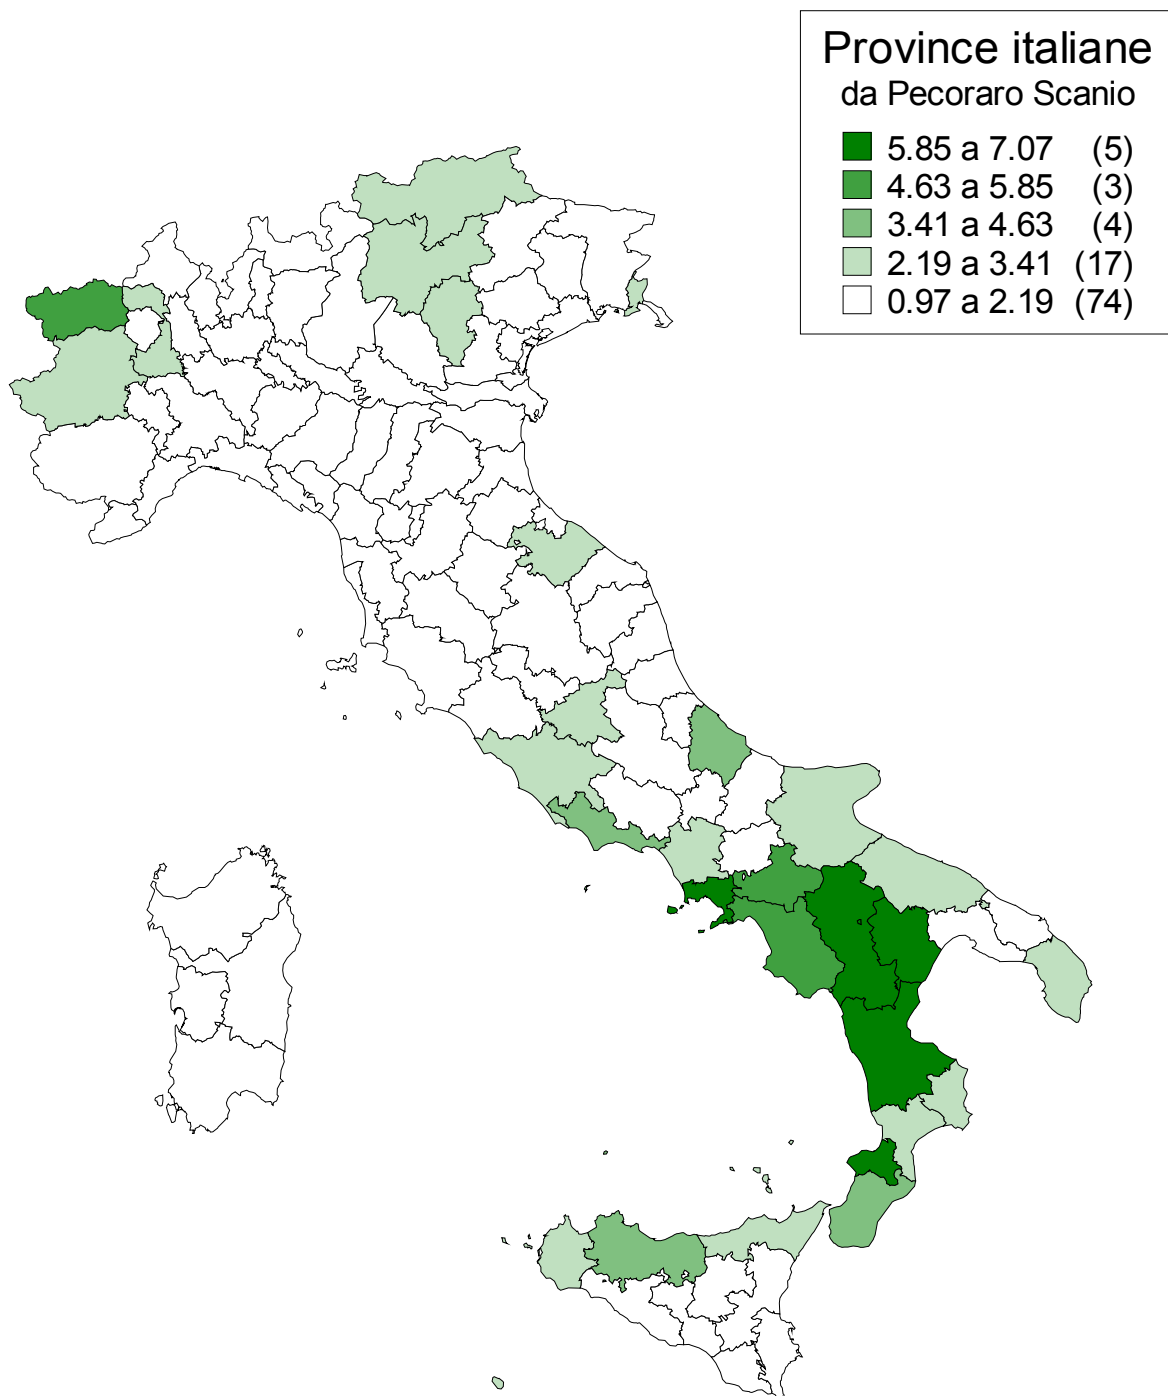 Province italiane
da Pecoraro Scanio
5.85 a 7.07 (5)
4.63 a 5.85 (3)
3.41 a 4.63 (4)
2.19 a 3.41 (17)
0.97 a 2.19 (74)